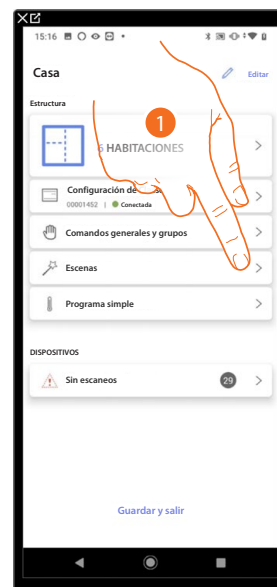 15:16
Casa
Editar
Estructura
1
6 HABITACIONES
Configuración de
00001452 | Conectada
Comandos generales y grupos
Escenas
Programa simple
DISPOSITIVOS
Sin escaneos 29
Guardar y salir